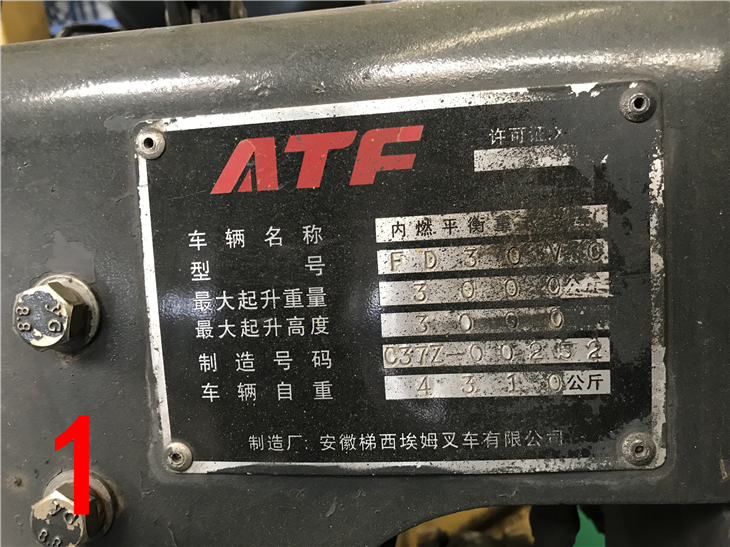 ATF
许可证
车辆名称 内燃平衡重 车
型号 FD30
最大起升重量 3000公斤
最大起升高度 3000
制造号码 C37Z-00252
车辆自重 4310公斤
制造厂: 安徽梯西埃姆叉车有限公司
YG
8.8
YG
8.8
1